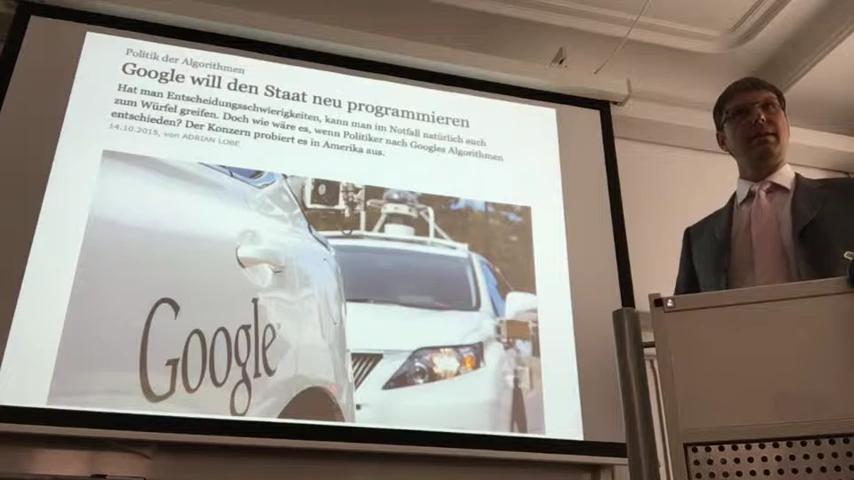 Politik der Algorithmen
Google will den Staat neu programmieren
Hat man Entscheidungsschwierigkeiten, kann man im Notfall natürlich auch
zum Würfel greifen. Doch wie wäre es, wenn Politiker nach Googles Algorithmen
entschieden? Der Konzern probiert es in Amerika aus.
14.10.2015, von ADRIAN LOBE
Google